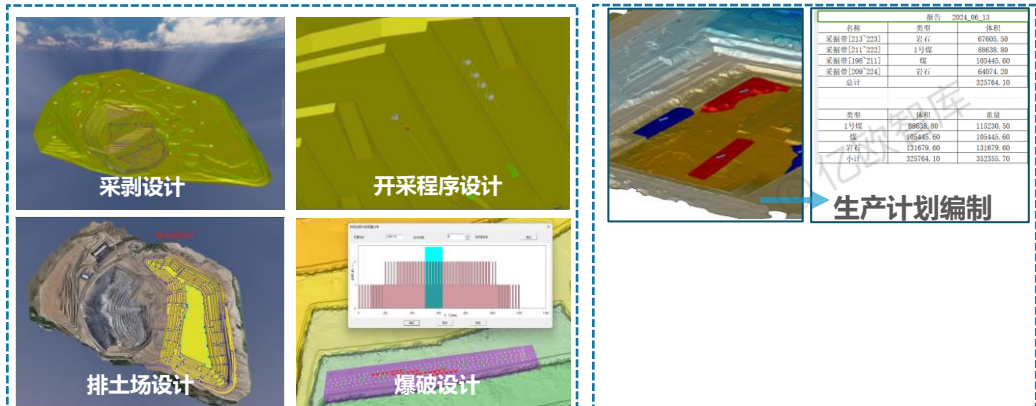 采剥设计
开采程序设计
排土场设计
爆破设计
报告 2024_06_13
名称 类型 体积
采掘带[213~223] 岩石 67605.50
采掘带[211~222] 1号煤 88638.80
采掘带[198~211] 煤 105445.60
采掘带[209~224] 岩石 64074.20
总计 325764.10
类型 体积 重量
1号煤 88638.80 115230.50
煤 105445.60 105445.60
岩石 131679.60 131679.60
小计 325764.10 352355.70
生产计划编制
亿欧智库